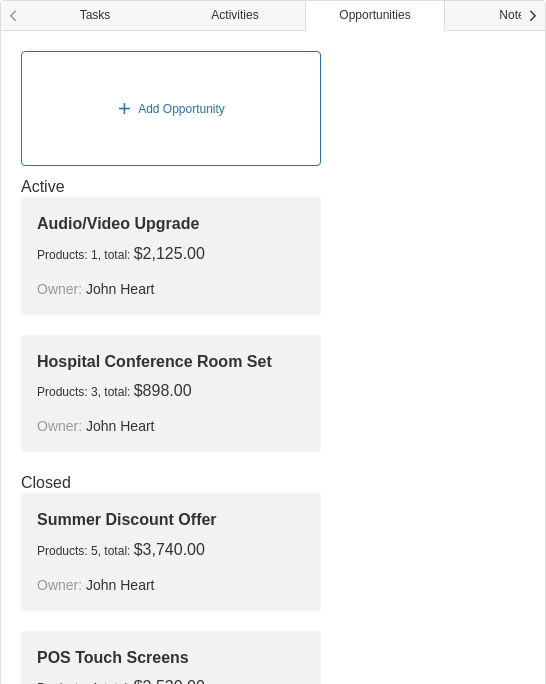 Tasks
Activities
Opportunities
Note
Add Opportunity
Active
Audio/Video Upgrade
Products: 1, total: $2,125.00
Owner: John Heart
Hospital Conference Room Set
Products: 3, total: $898.00
Owner: John Heart
Closed
Summer Discount Offer
Products: 5, total: $3,740.00
Owner: John Heart
POS Touch Screens